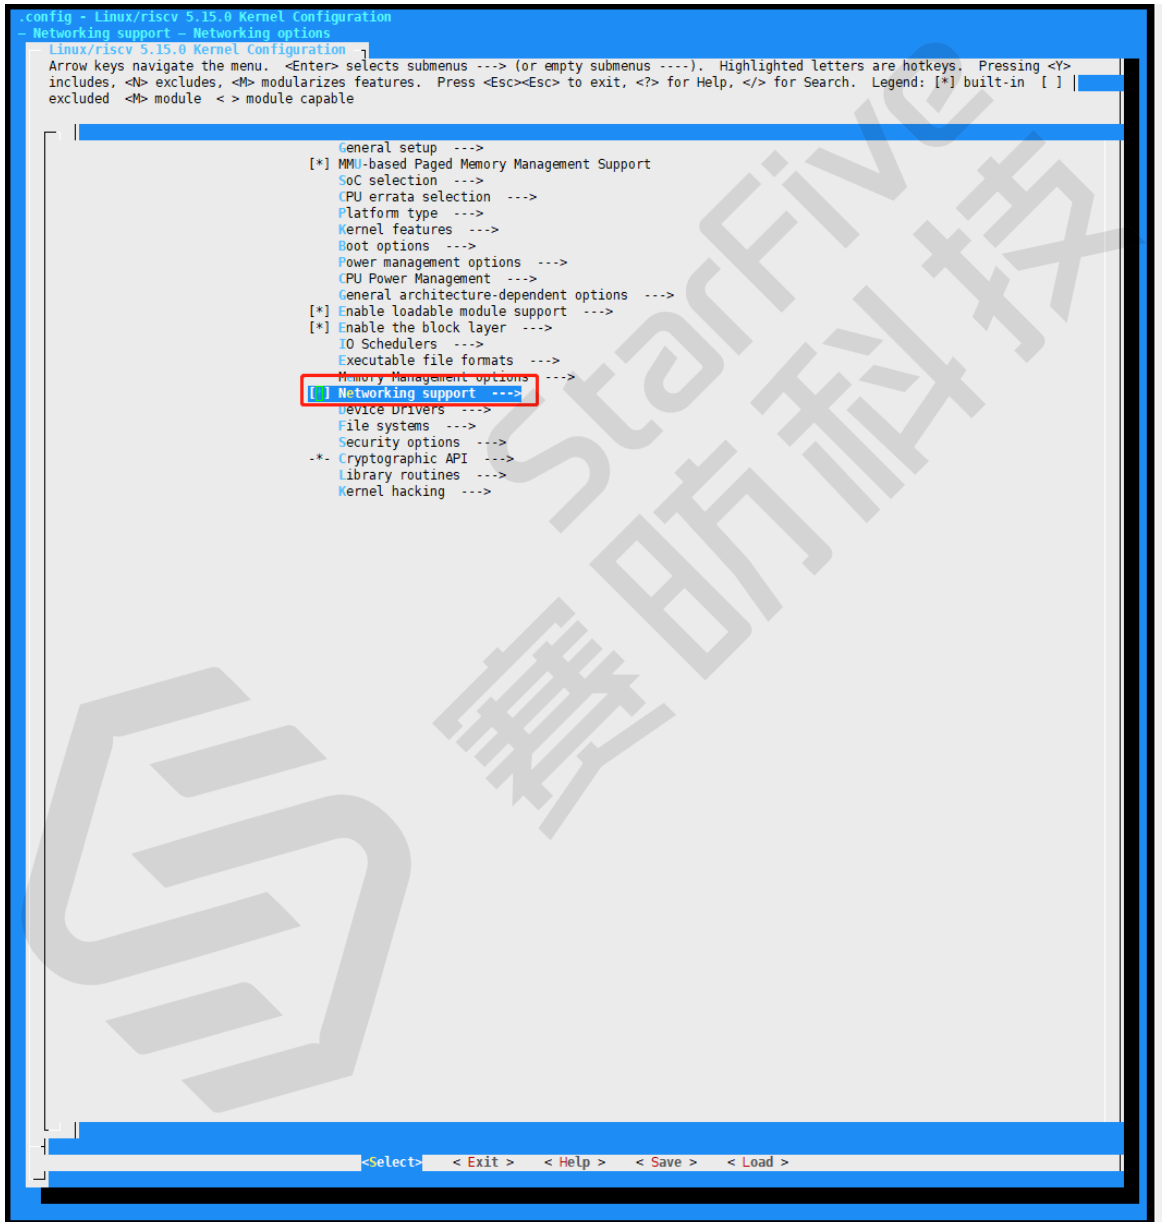 .config - Linux/riscv 5.15.0 Kernel Configuration
– Networking support – Networking options
Linux/riscv 5.15.0 Kernel Configuration
Arrow keys navigate the menu.  <Enter> selects submenus ---> (or empty submenus ----).  Highlighted letters are hotkeys.  Pressing <Y>
includes, <N> excludes, <M> modularizes features.  Press <Esc><Esc> to exit, <?> for Help, </> for Search.  Legend: [*] built-in  [ ]
excluded  <M> module  < > module capable
General setup  --->
[*] MMU-based Paged Memory Management Support
SoC selection  --->
CPU errata selection  --->
Platform type  --->
Kernel features  --->
Boot options  --->
Power management options  --->
CPU Power Management  --->
General architecture-dependent options  --->
[*] Enable loadable module support  --->
[*] Enable the block layer  --->
IO Schedulers  --->
Executable file formats  --->
Memory Management options  --->
[*] Networking support  --->
Device Drivers  --->
File systems  --->
Security options  --->
-*- Cryptographic API  --->
Library routines  --->
Kernel hacking  --->
<Select>    < Exit >    < Help >    < Save >    < Load >
StarFive
赛昉科技